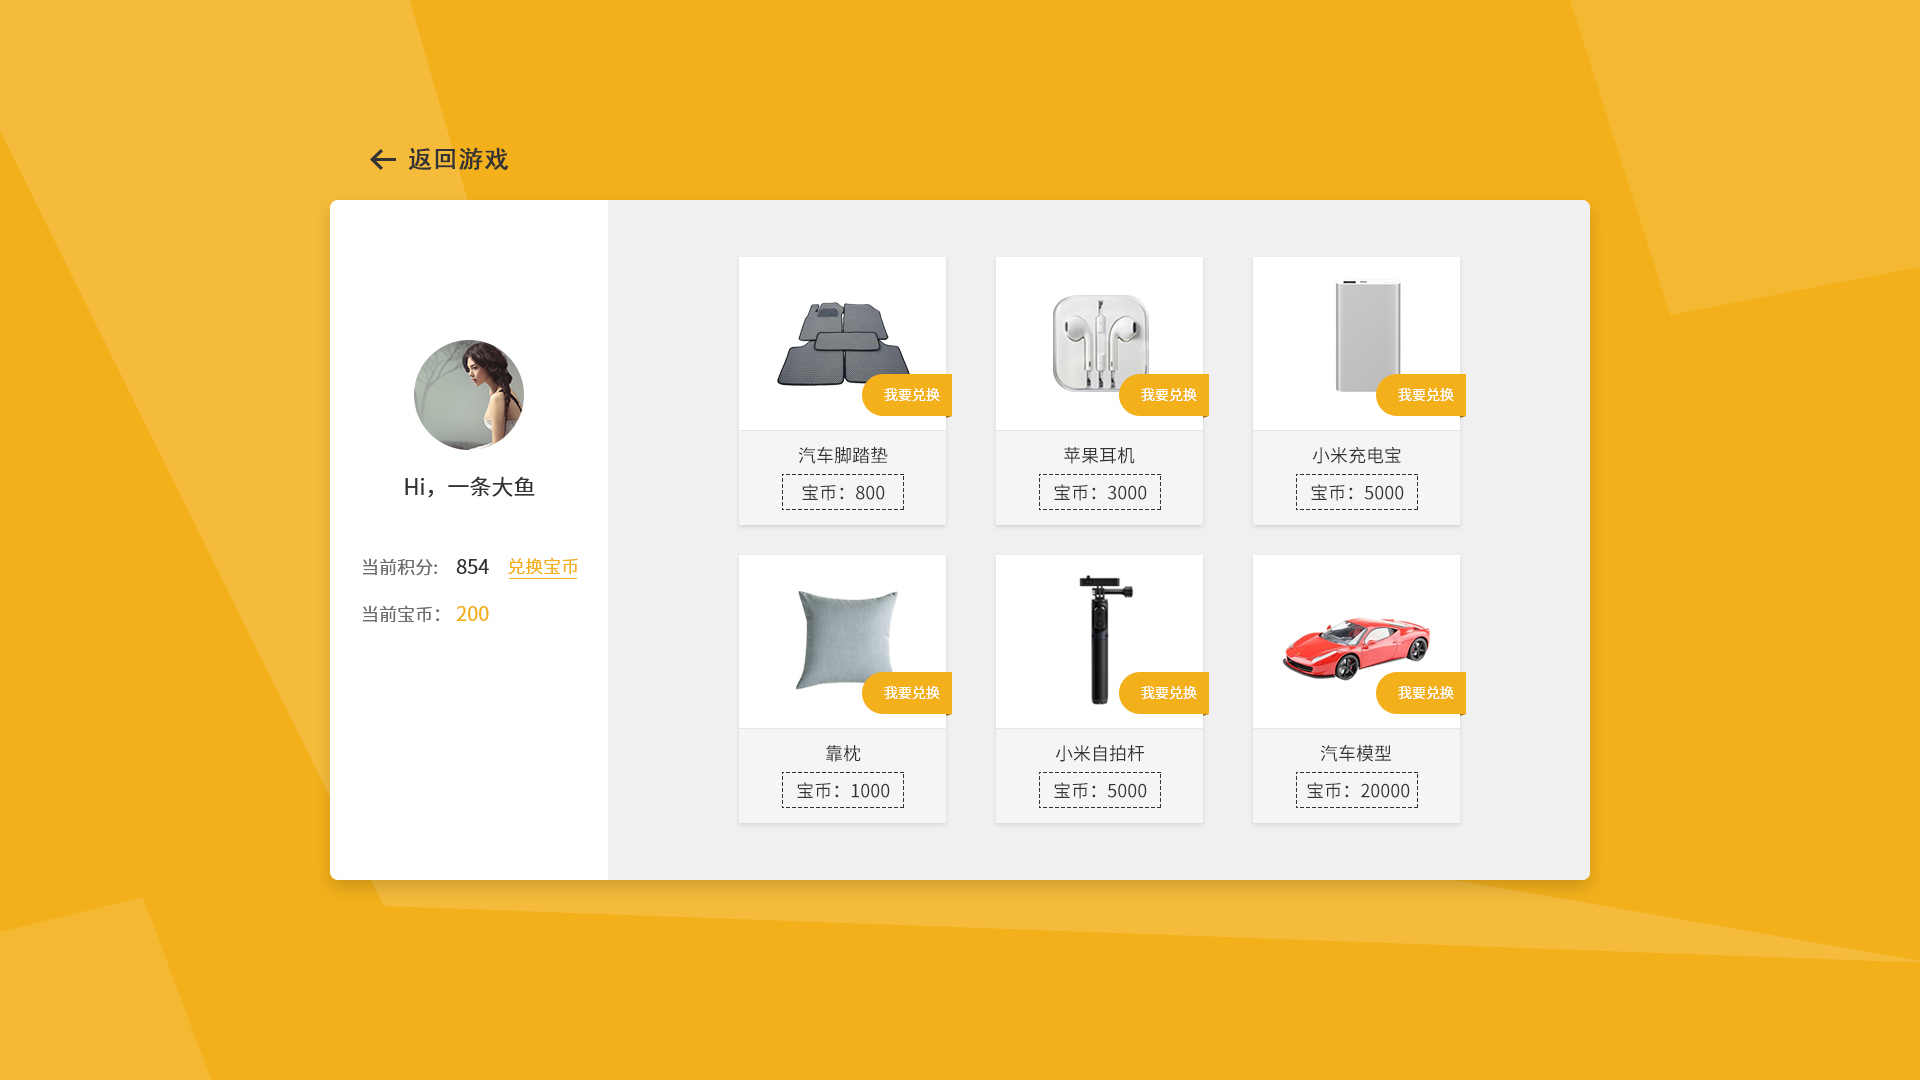 返回游戏
Hi，一条大鱼
当前积分: 854 兑换宝币
当前宝币： 200
我要兑换 我要兑换 我要兑换
汽车脚踏垫 苹果耳机 小米充电宝
宝币：800 宝币：3000 宝币：5000
我要兑换 我要兑换 我要兑换
靠枕 小米自拍杆 汽车模型
宝币：1000 宝币：5000 宝币：20000